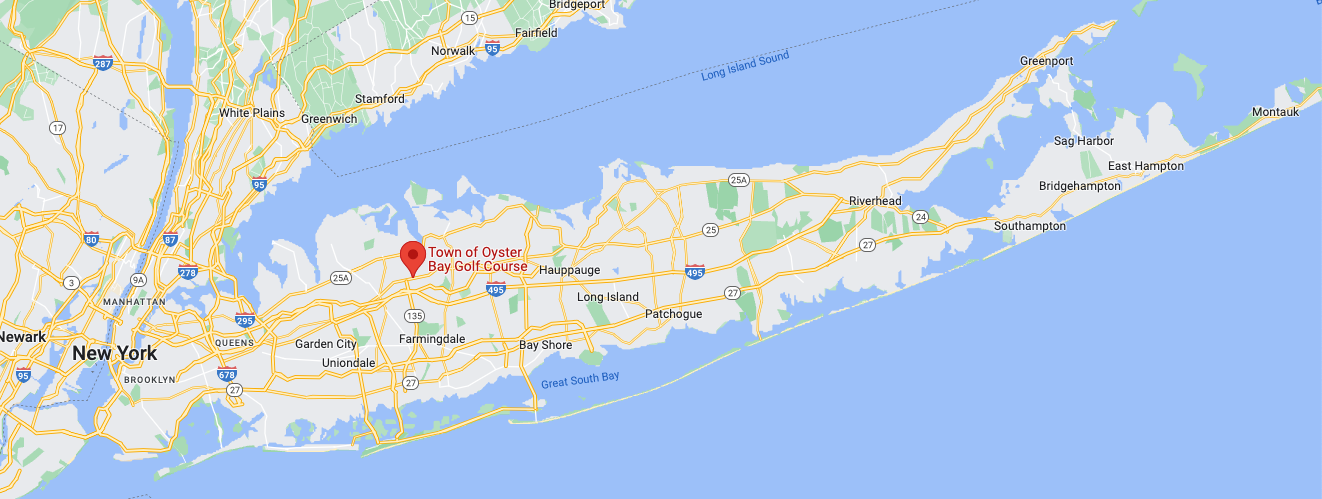 Bridgeport
15
Fairfield
Norwalk
95
287
Long Island Sound
Greenport
Stamford
White Plains
Greenwich
Montauk
17
Sag Harbor
East Hampton
95
25A
Bridgehampton
Riverhead
24
Southampton
25
80
87
27
Town of Oyster
Bay Golf Course
278
25A
Hauppauge
495
3
9A
495
MANHATTAN
Long Island
27
135
Patchogue
295
Newark
QUEENS
Garden City
Farmingdale
Bay Shore
New York
Uniondale
95
BROOKLYN
678
27
27
Great South Bay